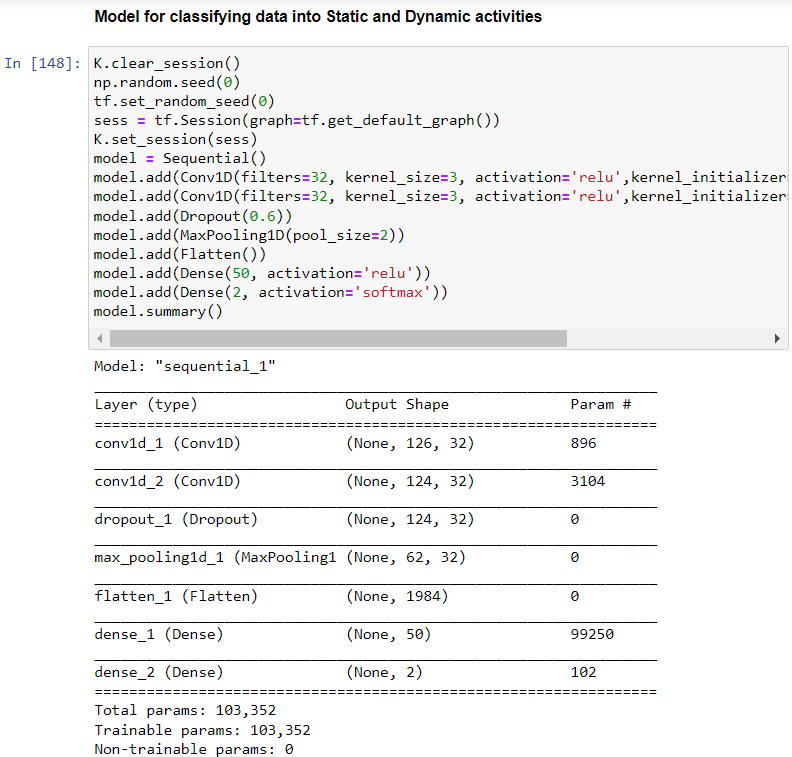 Model for classifying data into Static and Dynamic activities
In [148]:
K.clear_session()
np.random.seed(0)
tf.set_random_seed(0)
sess = tf.Session(graph=tf.get_default_graph())
K.set_session(sess)
model = Sequential()
model.add(Conv1D(filters=32, kernel_size=3, activation='relu',kernel_initializer
model.add(Conv1D(filters=32, kernel_size=3, activation='relu',kernel_initializer
model.add(Dropout(0.6))
model.add(MaxPooling1D(pool_size=2))
model.add(Flatten())
model.add(Dense(50, activation='relu'))
model.add(Dense(2, activation='softmax'))
model.summary()
Model: "sequential_1"
Layer (type) Output Shape Param #
conv1d_1 (Conv1D) (None, 126, 32) 896
conv1d_2 (Conv1D) (None, 124, 32) 3104
dropout_1 (Dropout) (None, 124, 32) 0
max_pooling1d_1 (MaxPooling1 (None, 62, 32) 0
flatten_1 (Flatten) (None, 1984) 0
dense_1 (Dense) (None, 50) 99250
dense_2 (Dense) (None, 2) 102
Total params: 103,352
Trainable params: 103,352
Non-trainable params: 0